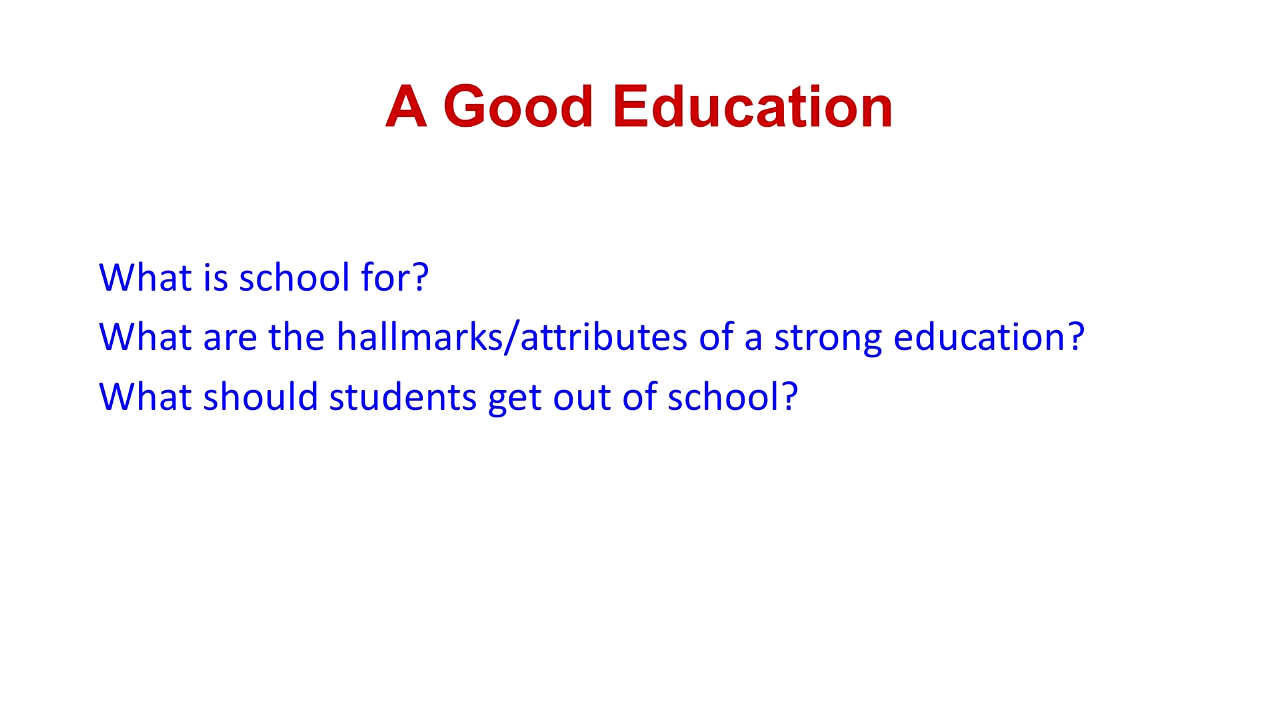 A Good Education
What is school for?
What are the hallmarks/attributes of a strong education?
What should students get out of school?